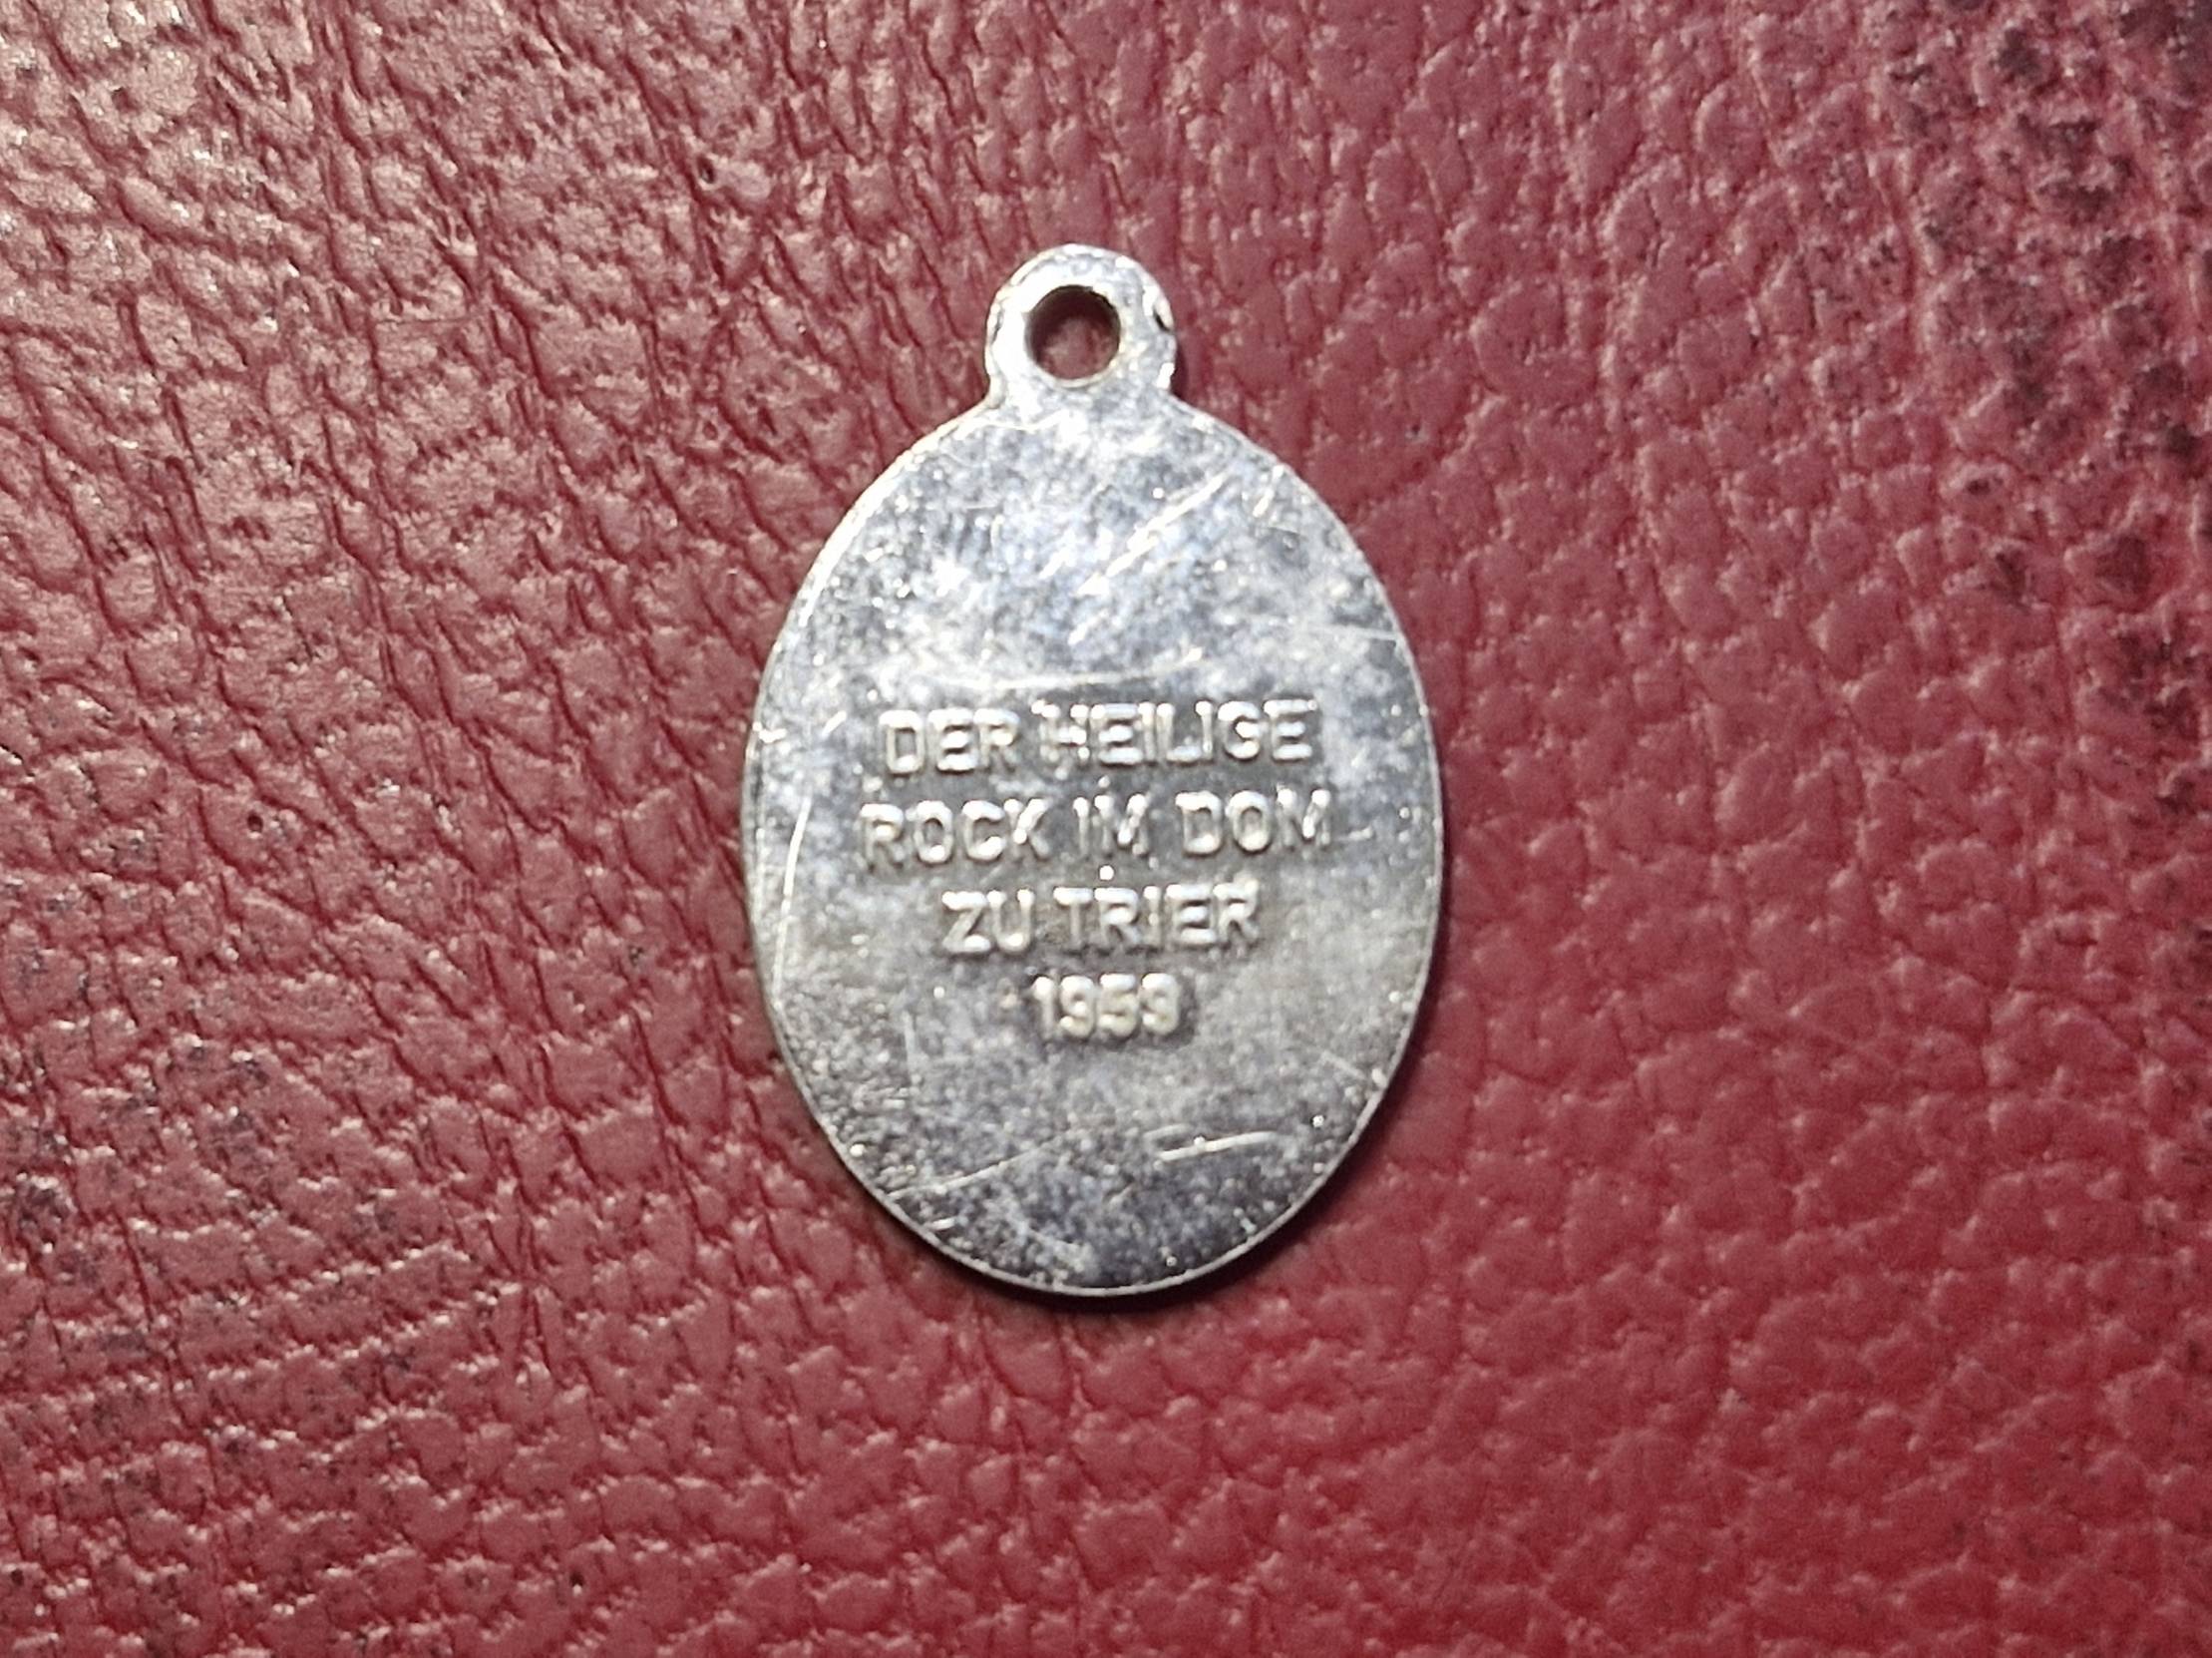 DER HEILIGE
ROCK IM DOM
ZU TRIER
1959